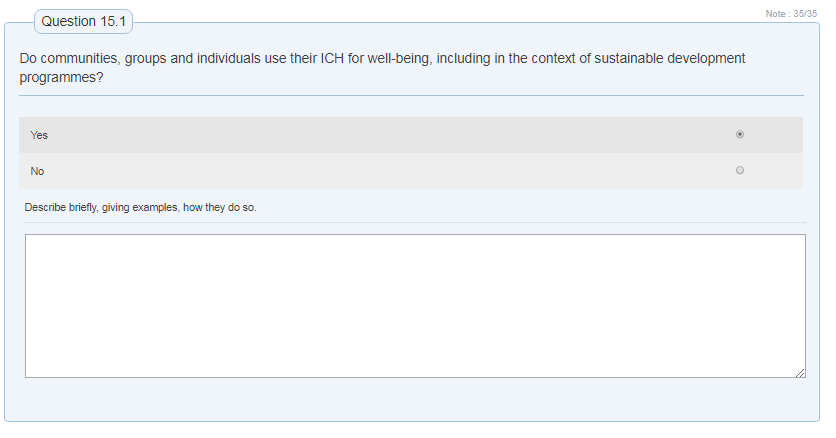 Question 15.1
Note : 35/35
Do communities, groups and individuals use their ICH for well-being, including in the context of sustainable development
programmes?
Yes
No
Describe briefly, giving examples, how they do so.